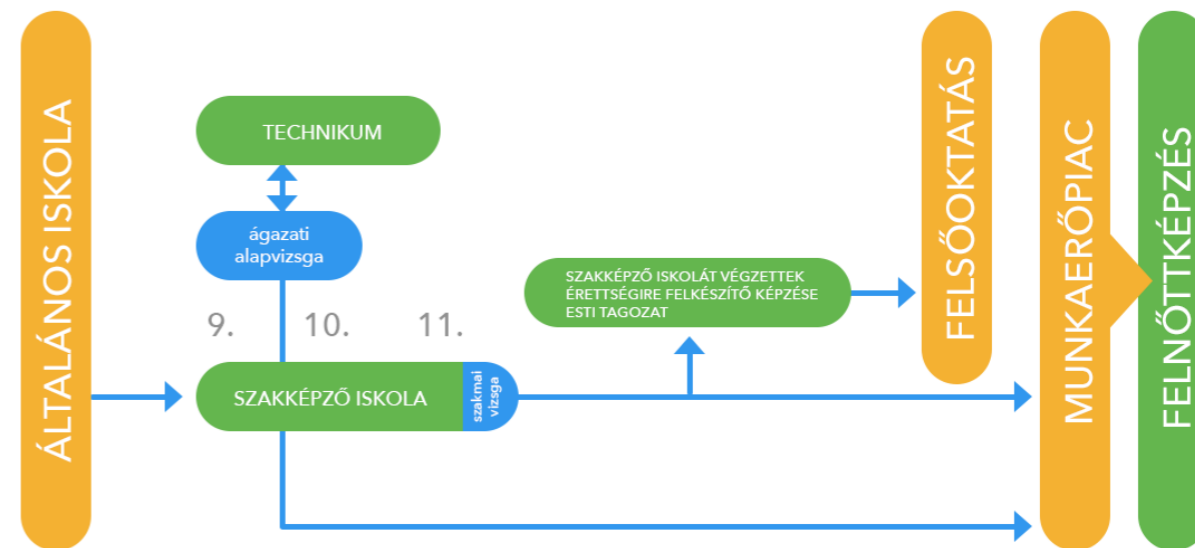 ÁLTALÁNOS ISKOLA
TECHNIKUM
ágazati
alapvizsga
9. 10. 11.
SZAKKÉPZŐ ISKOLA
szakmai
vizsga
SZAKKÉPZŐ ISKOLÁT VÉGZETTEK
ÉRETTSÉGIRE FELKÉSZÍTŐ KÉPZÉSE
ESTI TAGOZAT
FELSŐOKTATÁS
MUNKAERŐPIAC
FELNŐTTKÉPZÉS